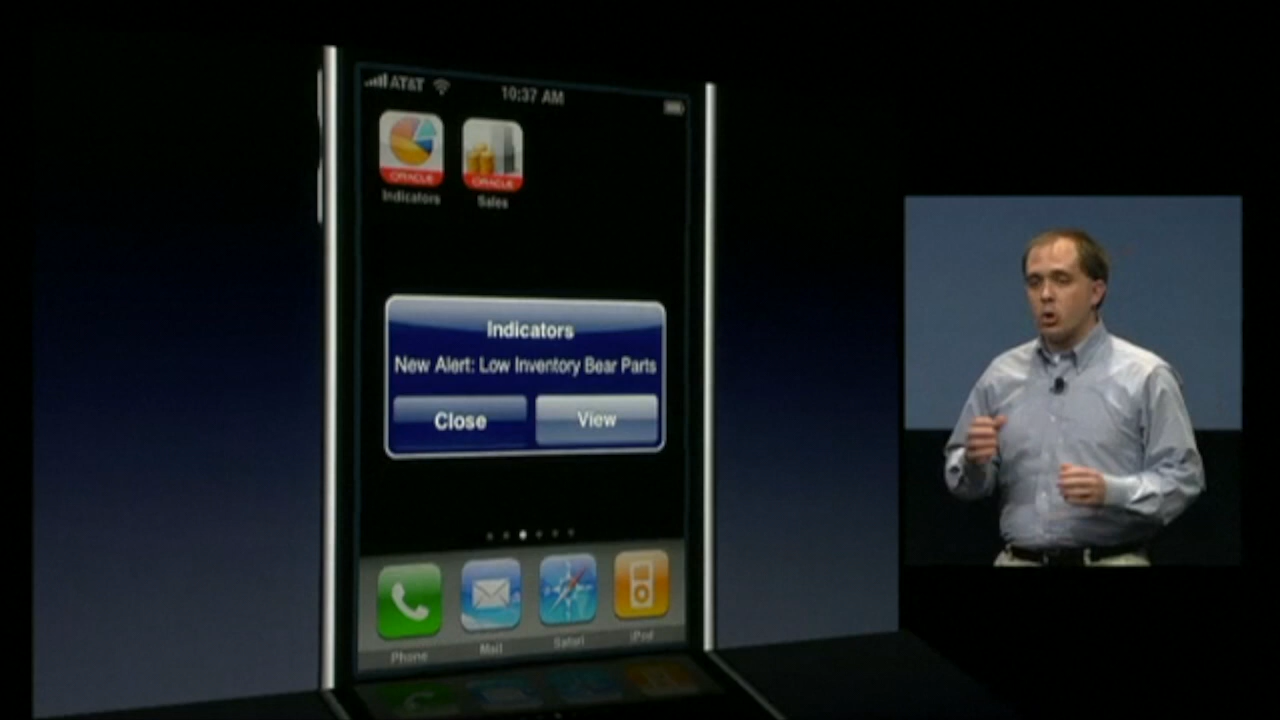 AT&T 10:37 AM
ORACLE ORACLE
Indicators Sales
Indicators
New Alert: Low Inventory Bear Parts
Close View
Phone Mail Safari iPod